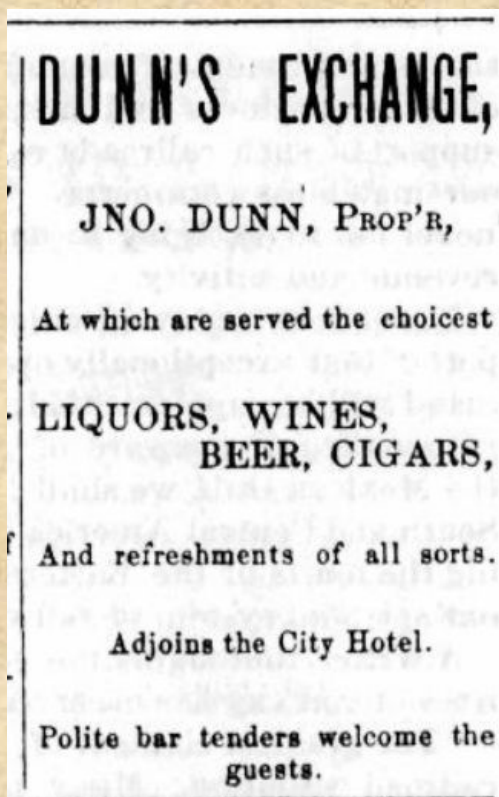 DUNN'S EXCHANGE,
JNO. DUNN, PROP'R,
At which are served the choicest
LIQUORS, WINES,
BEER, CIGARS,
And refreshments of all sorts.
Adjoins the City Hotel.
Polite bar tenders welcome the
guests.